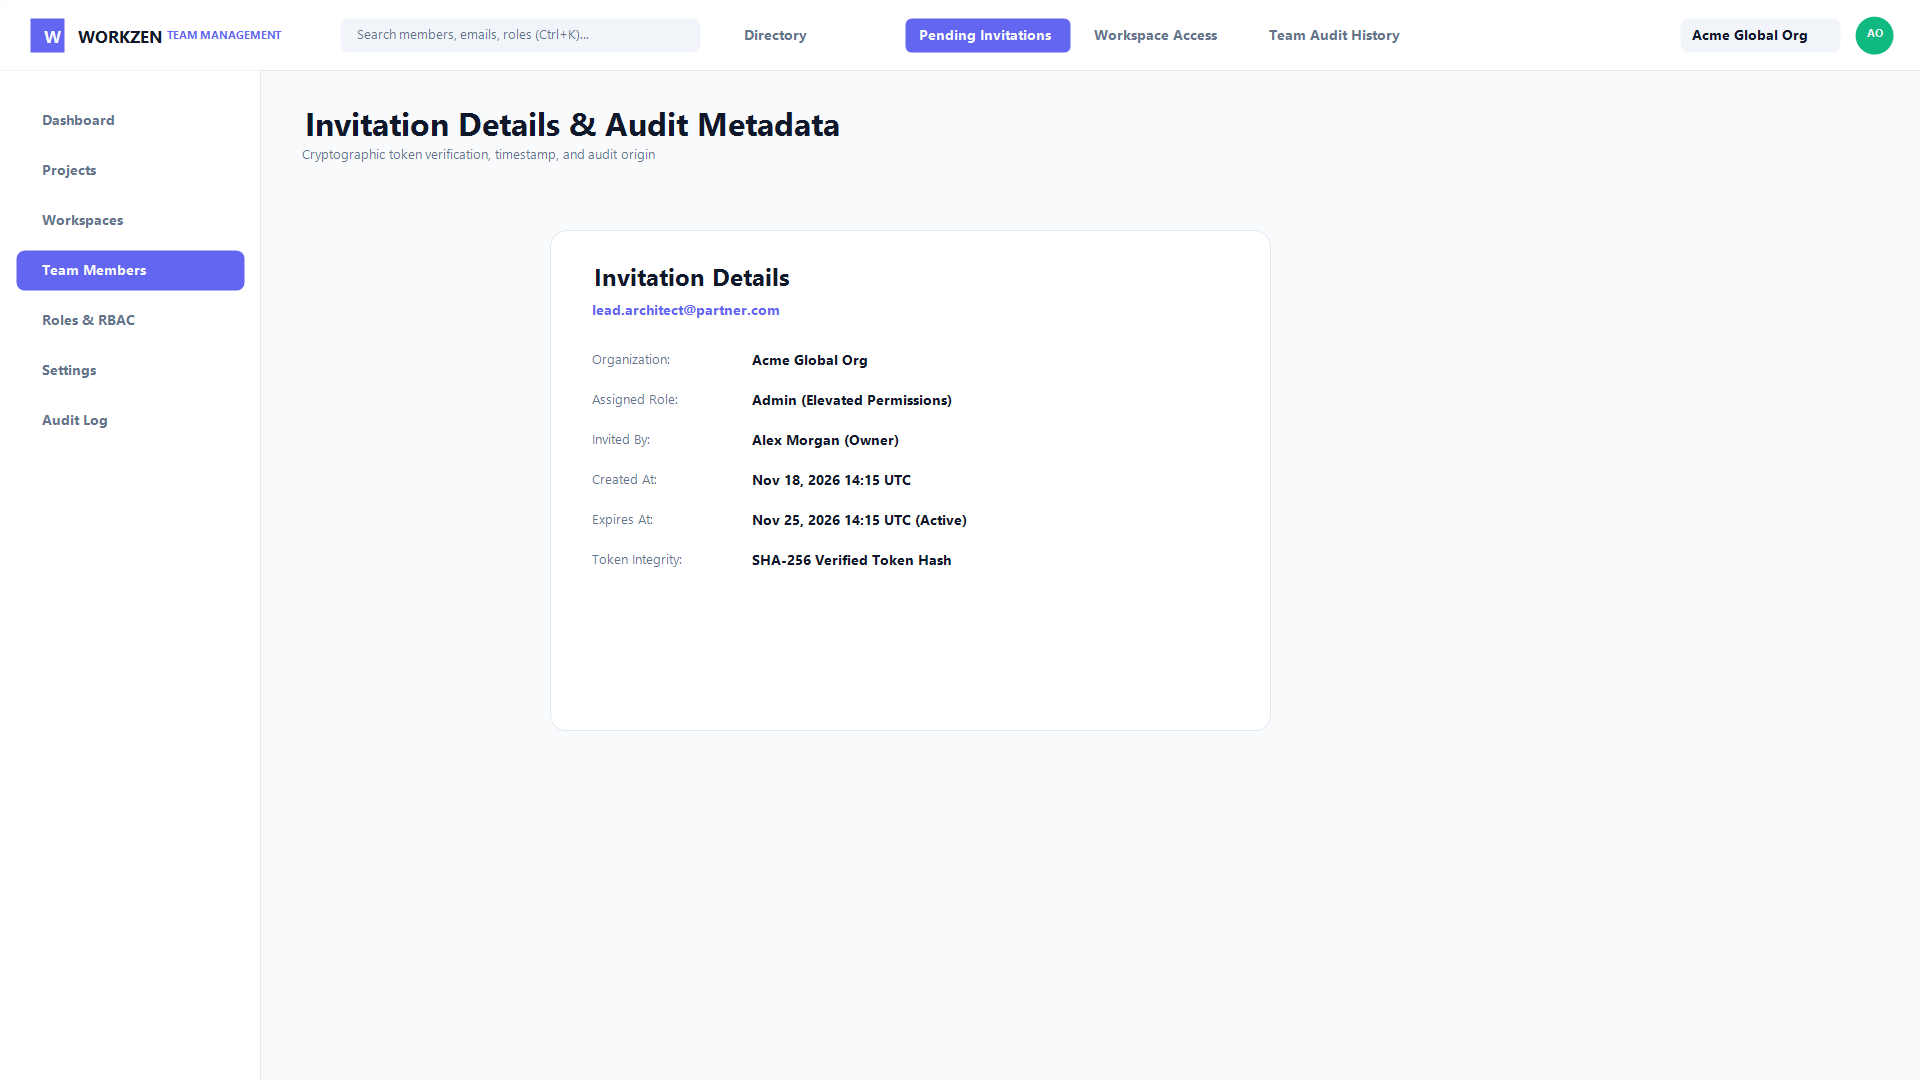 W WORKZEN TEAM MANAGEMENT
Search members, emails, roles (Ctrl+K)...
Directory
Pending Invitations
Workspace Access
Team Audit History
Acme Global Org
AO
Dashboard
Projects
Workspaces
Team Members
Roles & RBAC
Settings
Audit Log
Invitation Details & Audit Metadata
Cryptographic token verification, timestamp, and audit origin
Invitation Details
lead.architect@partner.com
Organization: Acme Global Org
Assigned Role: Admin (Elevated Permissions)
Invited By: Alex Morgan (Owner)
Created At: Nov 18, 2026 14:15 UTC
Expires At: Nov 25, 2026 14:15 UTC (Active)
Token Integrity: SHA-256 Verified Token Hash